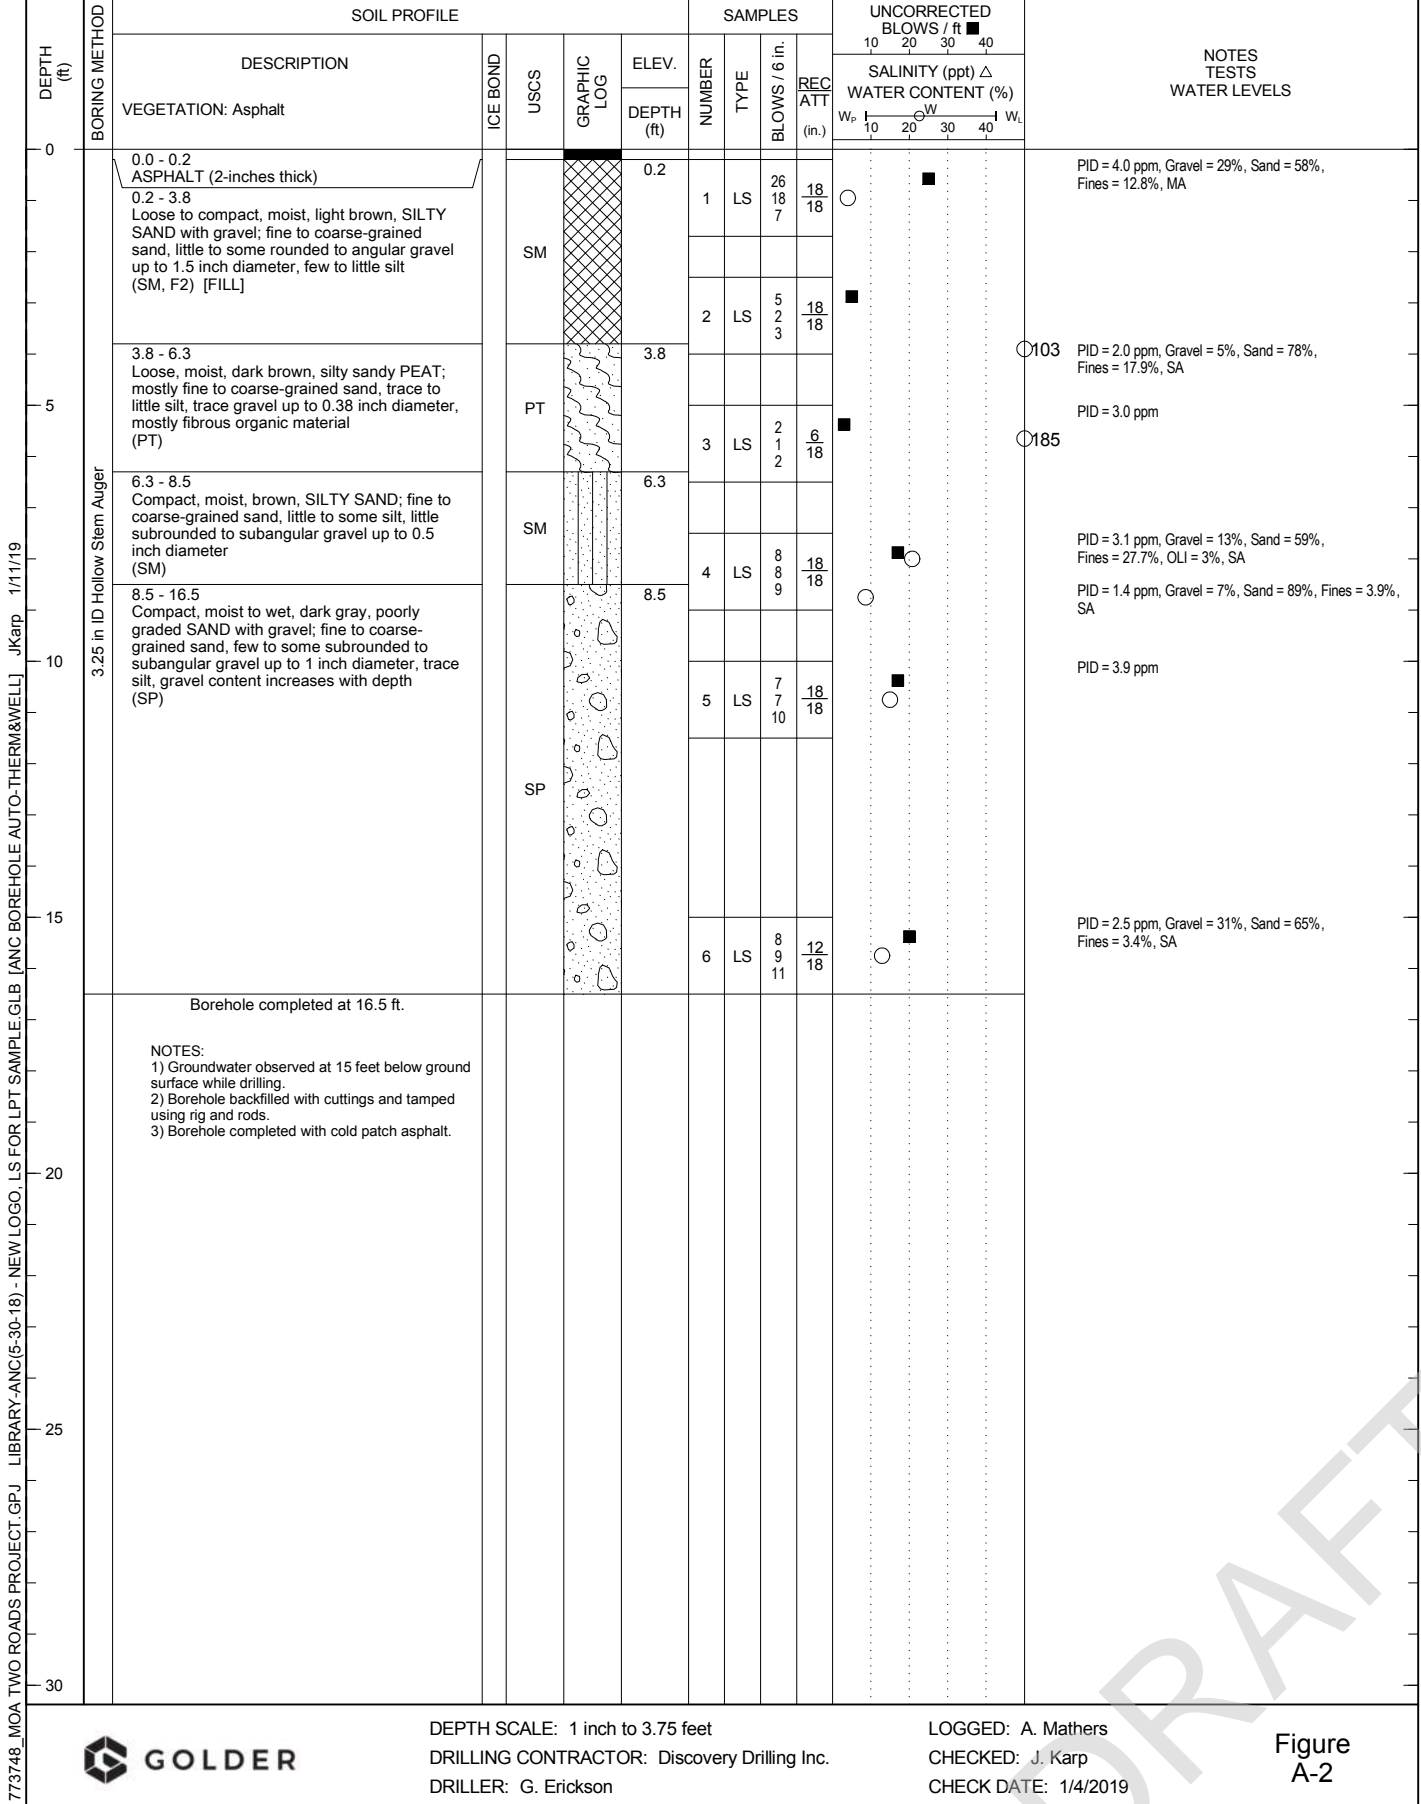 DEPTH
(ft)
BORING METHOD
SOIL PROFILE
DESCRIPTION
VEGETATION: Asphalt
ICE BOND
USCS
GRAPHIC
LOG
ELEV.
DEPTH
(ft)
SAMPLES
NUMBER
TYPE
BLOWS / 6 in.
REC
ATT
(in.)
UNCORRECTED
BLOWS / ft ■
10 20 30 40
SALINITY (ppt) △
WATER CONTENT (%)
WP W WL
10 20 30 40
NOTES
TESTS
WATER LEVELS
0
3.25 in ID Hollow Stem Auger
0.0 - 0.2
ASPHALT (2-inches thick)
0.2
0.2 - 3.8
Loose to compact, moist, light brown, SILTY
SAND with gravel; fine to coarse-grained
sand, little to some rounded to angular gravel
up to 1.5 inch diameter, few to little silt
(SM, F2) [FILL]
SM
1 LS 26 18 7 18/18
PID = 4.0 ppm, Gravel = 29%, Sand = 58%,
Fines = 12.8%, MA
2 LS 5 2 3 18/18
3.8 - 6.3
Loose, moist, dark brown, silty sandy PEAT;
mostly fine to coarse-grained sand, trace to
little silt, trace gravel up to 0.38 inch diameter,
mostly fibrous organic material
(PT)
PT
3.8
103
PID = 2.0 ppm, Gravel = 5%, Sand = 78%,
Fines = 17.9%, SA
5
3 LS 2 1 2 6/18
185
PID = 3.0 ppm
6.3 - 8.5
Compact, moist, brown, SILTY SAND; fine to
coarse-grained sand, little to some silt, little
subrounded to subangular gravel up to 0.5
inch diameter
(SM)
SM
6.3
4 LS 8 8 9 18/18
PID = 3.1 ppm, Gravel = 13%, Sand = 59%,
Fines = 27.7%, OLI = 3%, SA
8.5 - 16.5
Compact, moist to wet, dark gray, poorly
graded SAND with gravel; fine to coarse-
grained sand, few to some subrounded to
subangular gravel up to 1 inch diameter, trace
silt, gravel content increases with depth
(SP)
SP
8.5
PID = 1.4 ppm, Gravel = 7%, Sand = 89%, Fines = 3.9%,
SA
10
5 LS 7 7 10 18/18
PID = 3.9 ppm
15
6 LS 8 9 11 12/18
PID = 2.5 ppm, Gravel = 31%, Sand = 65%,
Fines = 3.4%, SA
Borehole completed at 16.5 ft.
NOTES:
1) Groundwater observed at 15 feet below ground
surface while drilling.
2) Borehole backfilled with cuttings and tamped
using rig and rods.
3) Borehole completed with cold patch asphalt.
20
25
30
773748_MOA TWO ROADS PROJECT.GPJ LIBRARY-ANC(5-30-18) - NEW LOGO, LS FOR LPT SAMPLE.GLB [ANC BOREHOLE AUTO-THERM&WELL] JKarp 1/11/19
GOLDER
DEPTH SCALE: 1 inch to 3.75 feet
DRILLING CONTRACTOR: Discovery Drilling Inc.
DRILLER: G. Erickson
LOGGED: A. Mathers
CHECKED: J. Karp
CHECK DATE: 1/4/2019
Figure
A-2
DRAFT